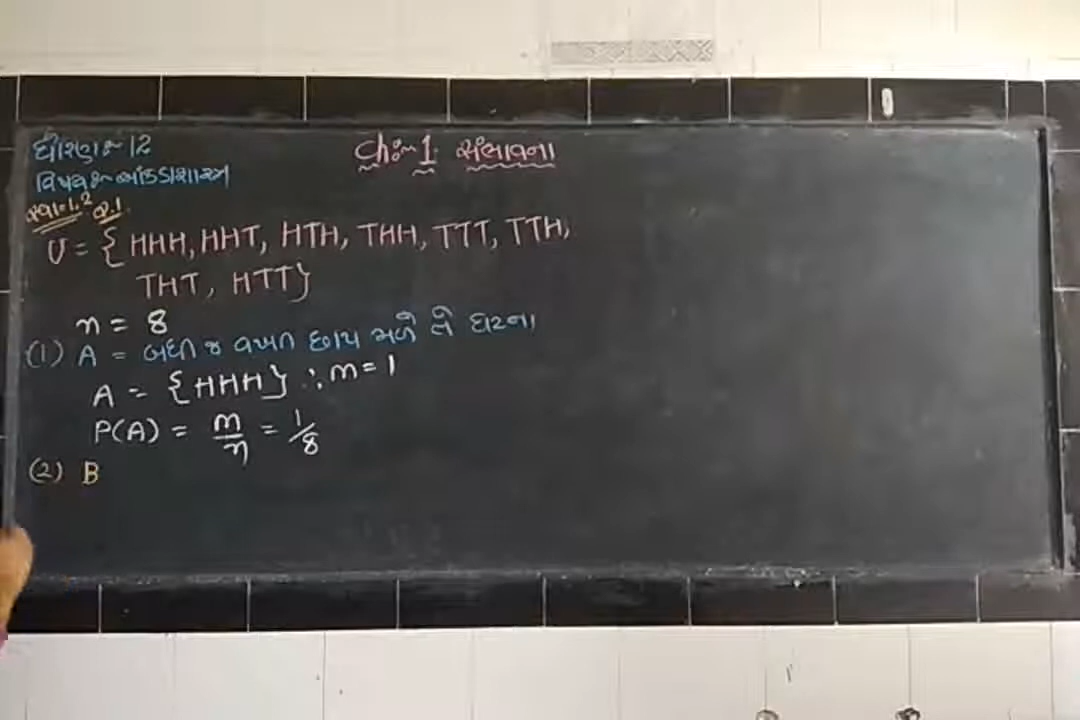 ધોરણઃ- 12
Ch:- 1. સંભાવના
વિષયઃ- આંકડાશાસ્ત્ર
સ્વા. 1.2 દા.1
U = { HHH, HHT, HTH, THH, TTT, TTH,
THT, HTT}
n = 8
(1) A = બધી જ વખત છાપ મળે તે ઘટના
A = {HHH} ∴ m = 1
P(A) = m/n = 1/8
(2) B